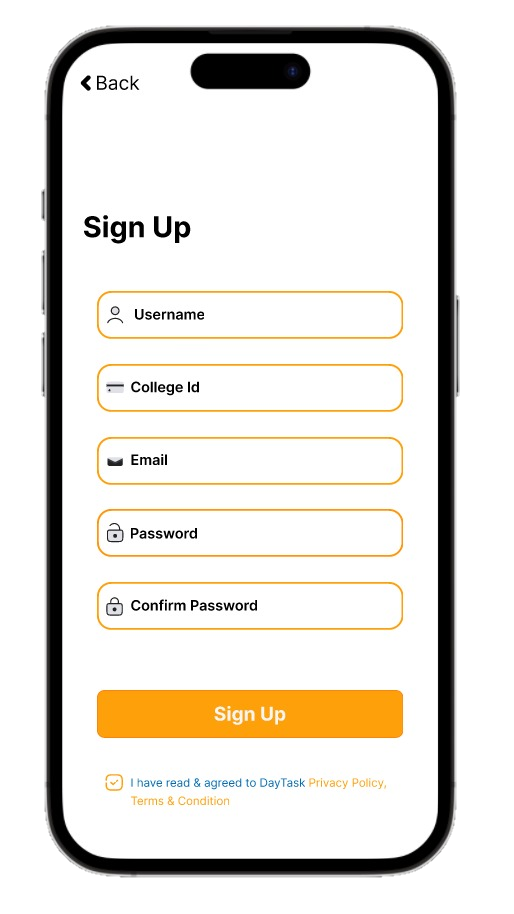 Back
Sign Up
Username
College Id
Email
Password
Confirm Password
Sign Up
I have read & agreed to DayTask Privacy Policy,
Terms & Condition